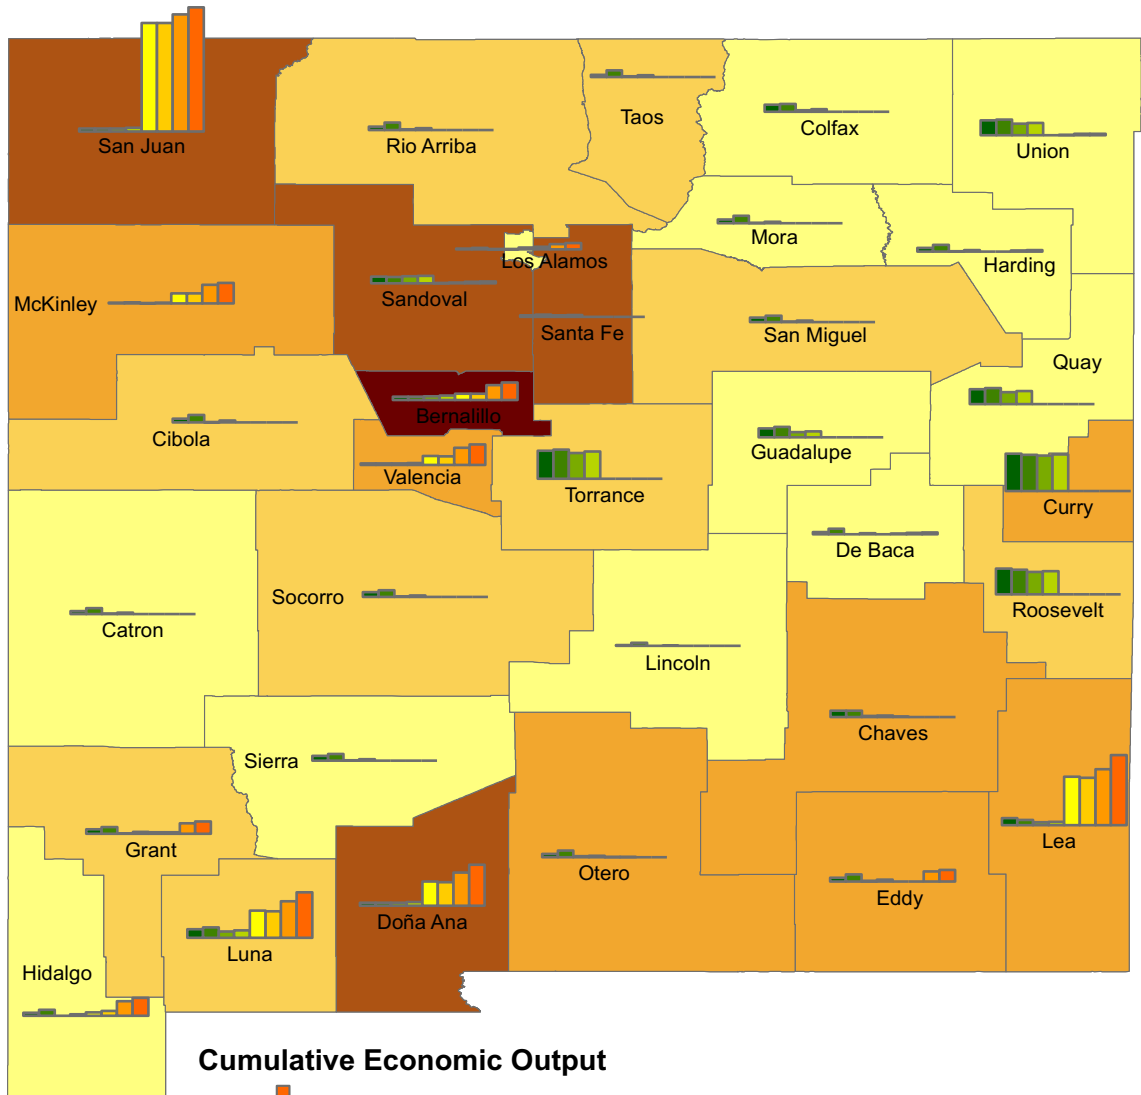 San Juan
Rio Arriba
Taos
Colfax
Union
Mora
Harding
Los Alamos
McKinley
Sandoval
Santa Fe
San Miguel
Quay
Bernalillo
Cibola
Valencia
Torrance
Guadalupe
Curry
De Baca
Socorro
Roosevelt
Catron
Lincoln
Chaves
Sierra
Lea
Grant
Otero
Eddy
Doña Ana
Luna
Hidalgo
Cumulative Economic Output